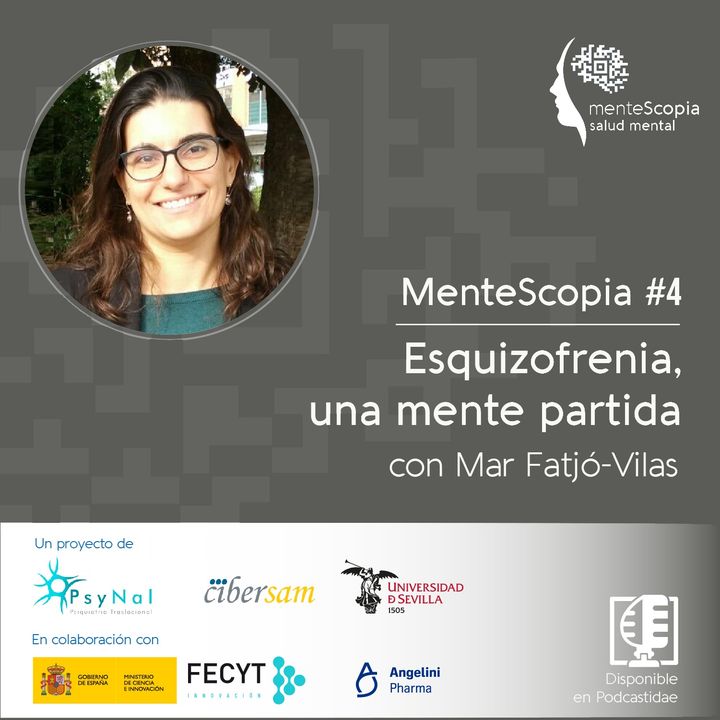 menteScopia
salud mental
MenteScopia #4
Esquizofrenia,
una mente partida
con Mar Fatjó-Vilas
Un proyecto de
PsyNal
Psiquiatría Traslacional
cibersam
UNIVERSIDAD
D SEVILLA
1505
En colaboración con
GOBIERNO
DE ESPAÑA
MINISTERIO
DE CIENCIA
E INNOVACIÓN
FECYT
INNOVACIÓN
Angelini
Pharma
Disponible
en Podcastidae